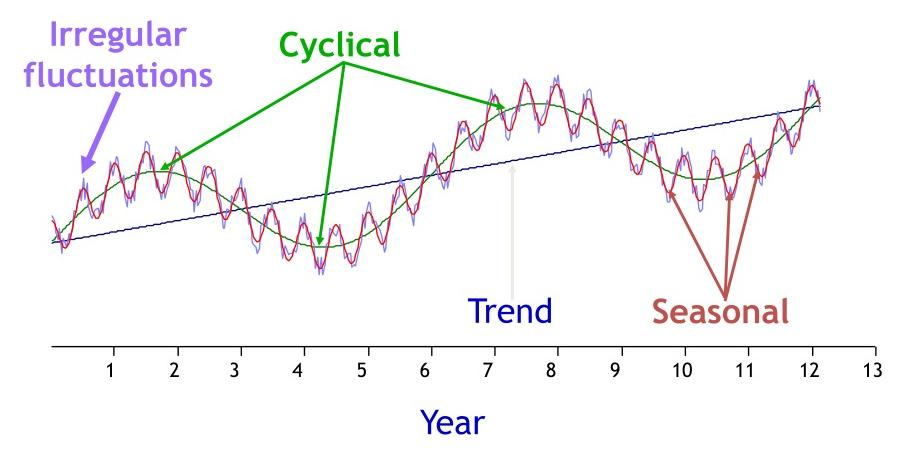 Irregular
fluctuations
Cyclical
Trend
Seasonal
1 2 3 4 5 6 7 8 9 10 11 12 13
Year